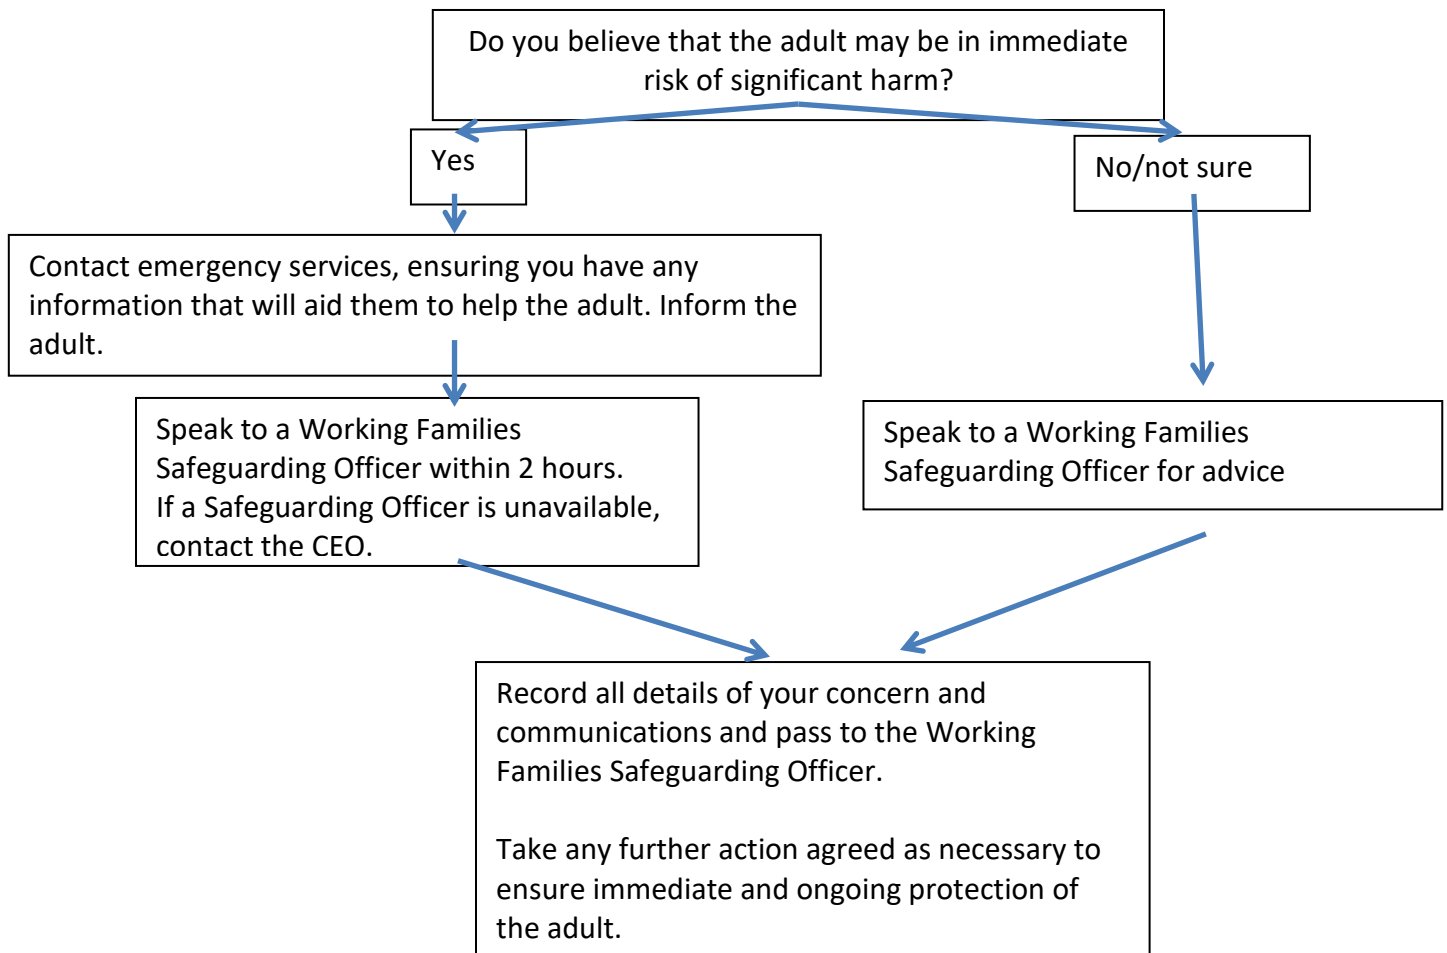 Do you believe that the adult may be in immediate
risk of significant harm?
Yes
No/not sure
Contact emergency services, ensuring you have any
information that will aid them to help the adult. Inform the
adult.
Speak to a Working Families
Safeguarding Officer within 2 hours.
If a Safeguarding Officer is unavailable,
contact the CEO.
Speak to a Working Families
Safeguarding Officer for advice
Record all details of your concern and
communications and pass to the Working
Families Safeguarding Officer.
Take any further action agreed as necessary to
ensure immediate and ongoing protection of
the adult.